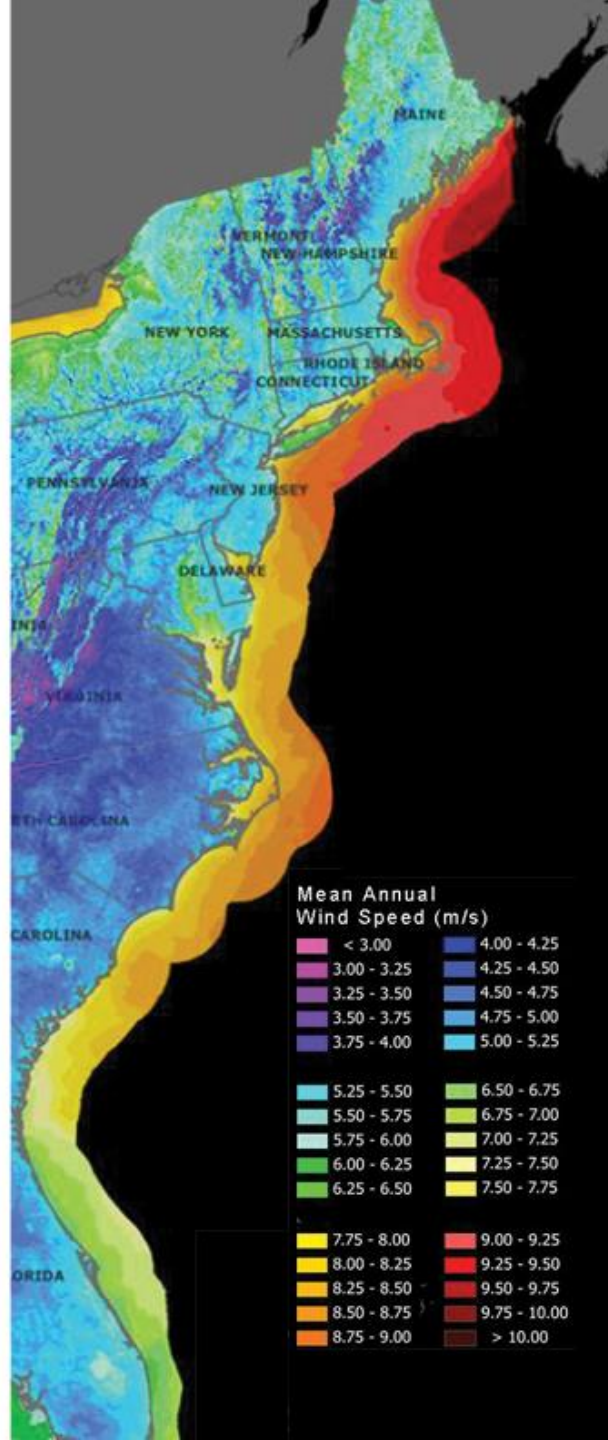 MAINE
VERMONT
NEW HAMPSHIRE
NEW YORK
MASSACHUSETTS
RHODE ISLAND
CONNECTICUT
PENNSYLVANIA
NEW JERSEY
DELAWARE
INIA
VIRGINIA
RTH CAROLINA
CAROLINA
ORIDA
Mean Annual
Wind Speed (m/s)
< 3.00
4.00 - 4.25
3.00 - 3.25
4.25 - 4.50
3.25 - 3.50
4.50 - 4.75
3.50 - 3.75
4.75 - 5.00
3.75 - 4.00
5.00 - 5.25
5.25 - 5.50
6.50 - 6.75
5.50 - 5.75
6.75 - 7.00
5.75 - 6.00
7.00 - 7.25
6.00 - 6.25
7.25 - 7.50
6.25 - 6.50
7.50 - 7.75
7.75 - 8.00
9.00 - 9.25
8.00 - 8.25
9.25 - 9.50
8.25 - 8.50
9.50 - 9.75
8.50 - 8.75
9.75 - 10.00
8.75 - 9.00
> 10.00